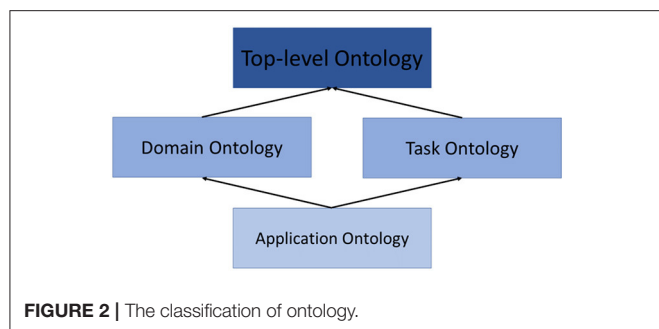 Top-level Ontology
Domain Ontology
Task Ontology
Application Ontology
FIGURE 2 | The classification of ontology.